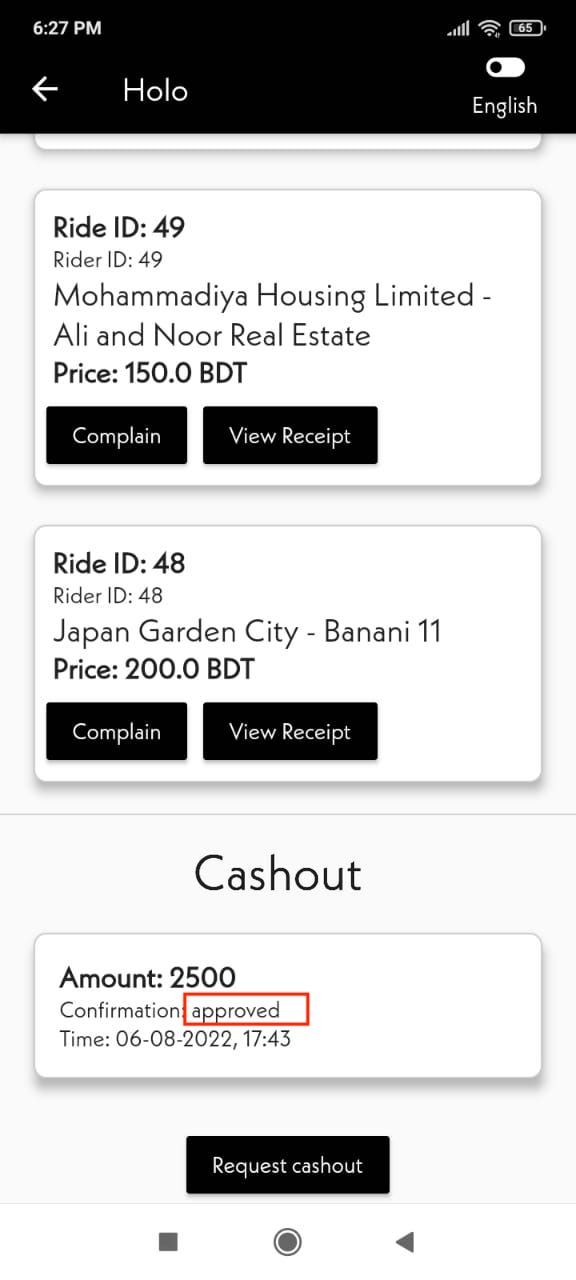 6:27 PM
65
Holo
English
Ride ID: 49
Rider ID: 49
Mohammadiya Housing Limited -
Ali and Noor Real Estate
Price: 150.0 BDT
Complain
View Receipt
Ride ID: 48
Rider ID: 48
Japan Garden City - Banani 11
Price: 200.0 BDT
Complain
View Receipt
Cashout
Amount: 2500
Confirmation: approved
Time: 06-08-2022, 17:43
Request cashout